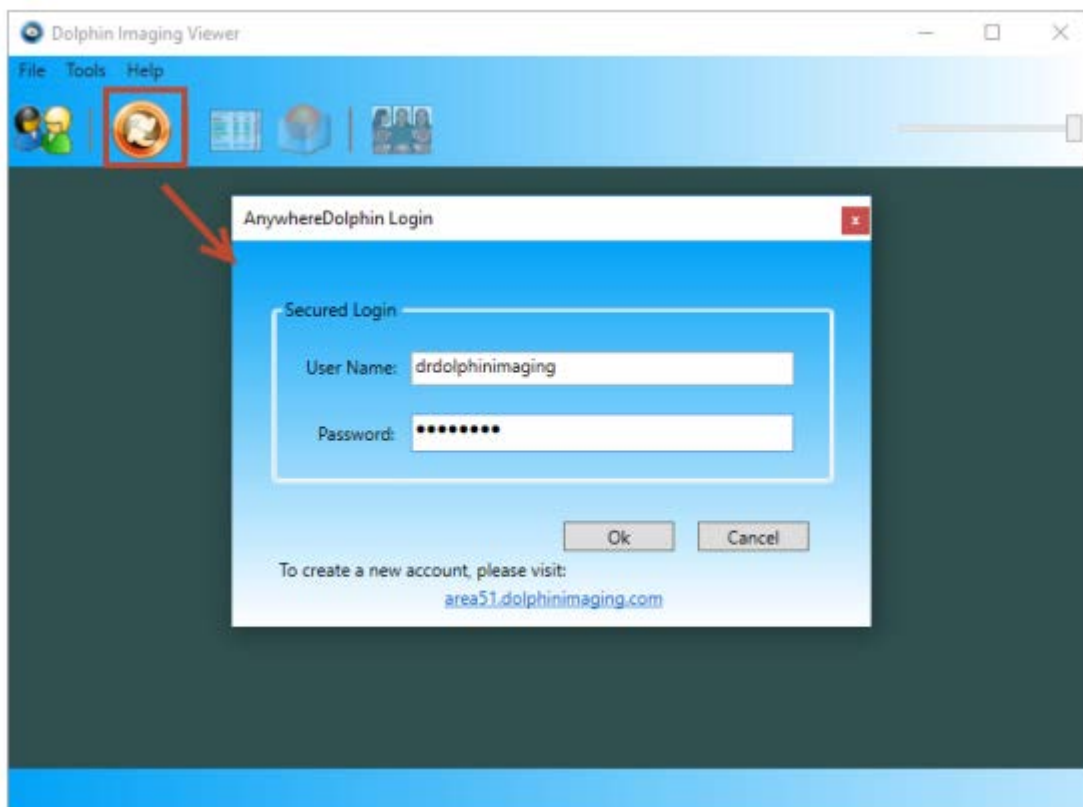 Dolphin Imaging Viewer
File Tools Help
AnywhereDolphin Login
x
Secured Login
User Name: drdolphinimaging
Password: ••••••••
Ok Cancel
To create a new account, please visit:
area51.dolphinimaging.com